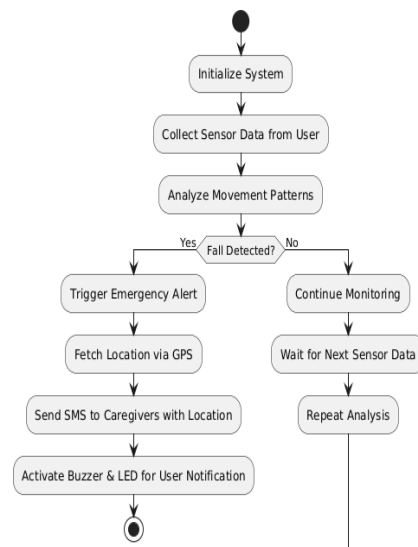 Initialize System
Collect Sensor Data from User
Analyze Movement Patterns
Yes
Fall Detected?
No
Trigger Emergency Alert
Continue Monitoring
Fetch Location via GPS
Wait for Next Sensor Data
Send SMS to Caregivers with Location
Repeat Analysis
Activate Buzzer & LED for User Notification